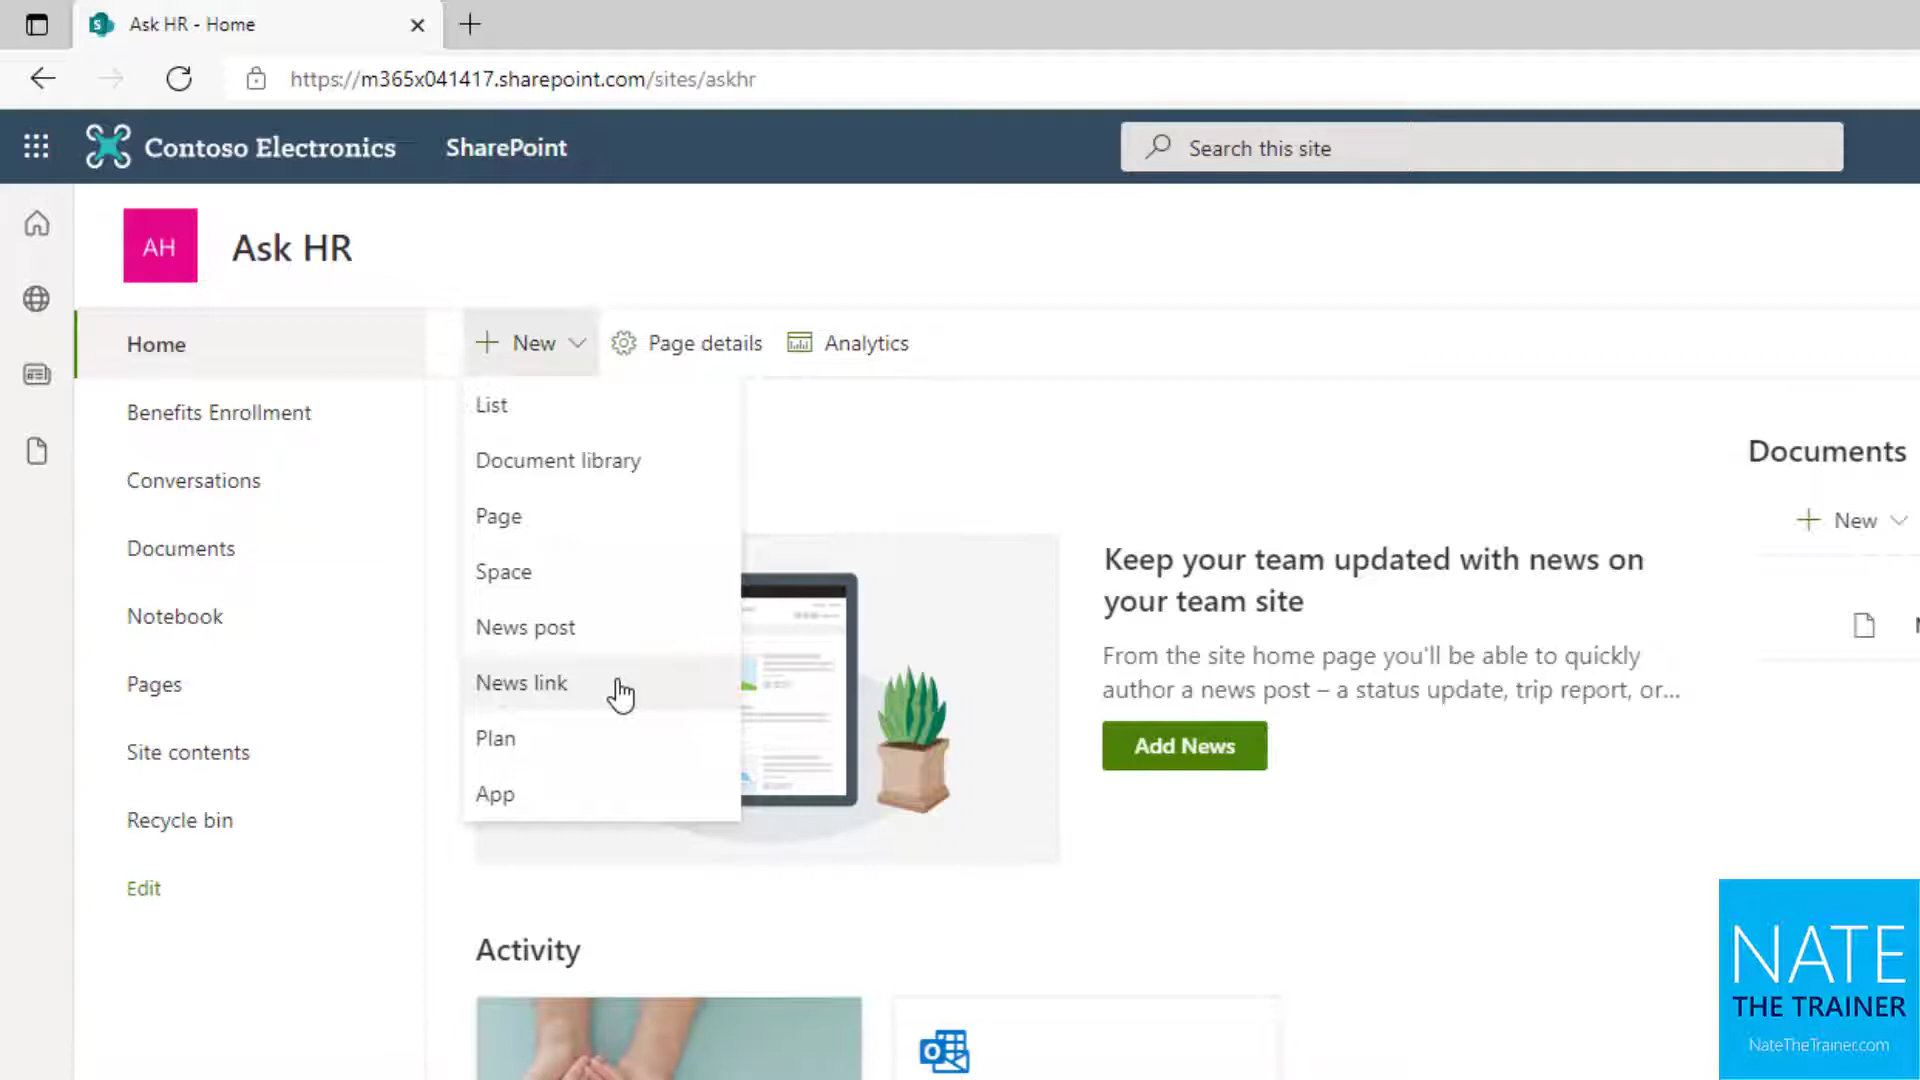 Ask HR - Home
https://m365x041417.sharepoint.com/sites/askhr
Contoso Electronics
SharePoint
Search this site
AH
Ask HR
Home
Benefits Enrollment
Conversations
Documents
Notebook
Pages
Site contents
Recycle bin
Edit
New
Page details
Analytics
List
Document library
Page
Space
News post
News link
Plan
App
Keep your team updated with news on
your team site
From the site home page you'll be able to quickly
author a news post – a status update, trip report, or...
Add News
Documents
New
Activity
NATE
THE TRAINER
NateTheTrainer.com